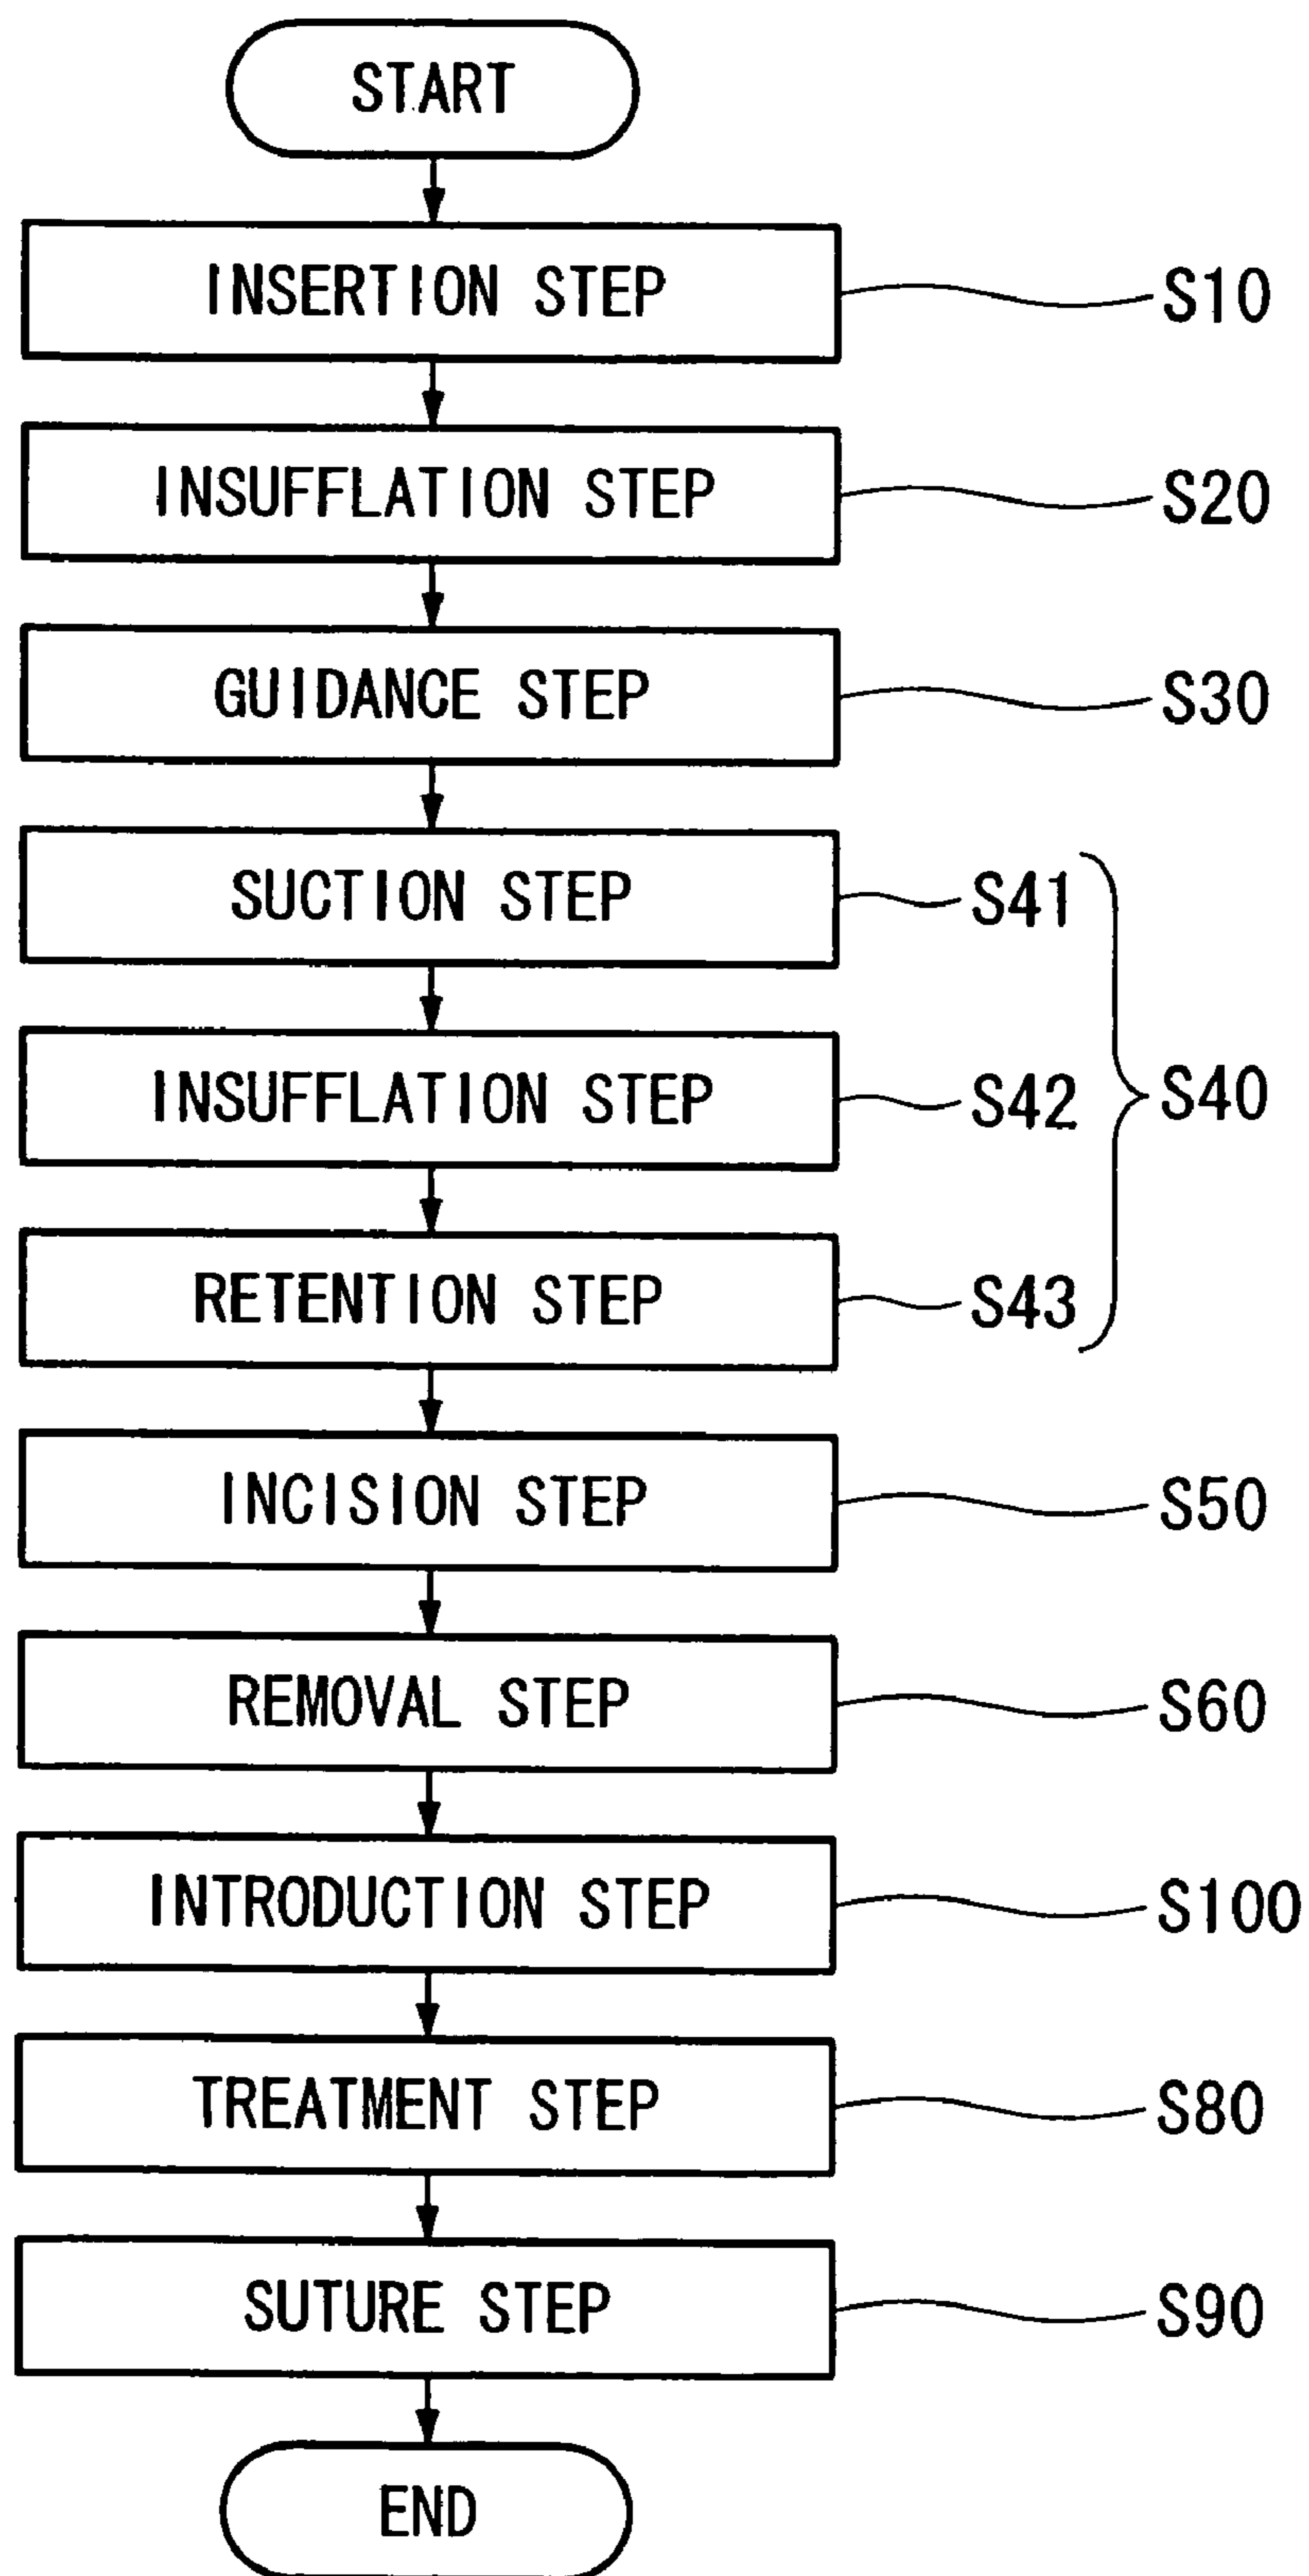 START
INSERTION STEP S10
INSUFFLATION STEP S20
GUIDANCE STEP S30
SUCTION STEP S41
INSUFFLATION STEP S42 S40
RETENTION STEP S43
INCISION STEP S50
REMOVAL STEP S60
INTRODUCTION STEP S100
TREATMENT STEP S80
SUTURE STEP S90
END